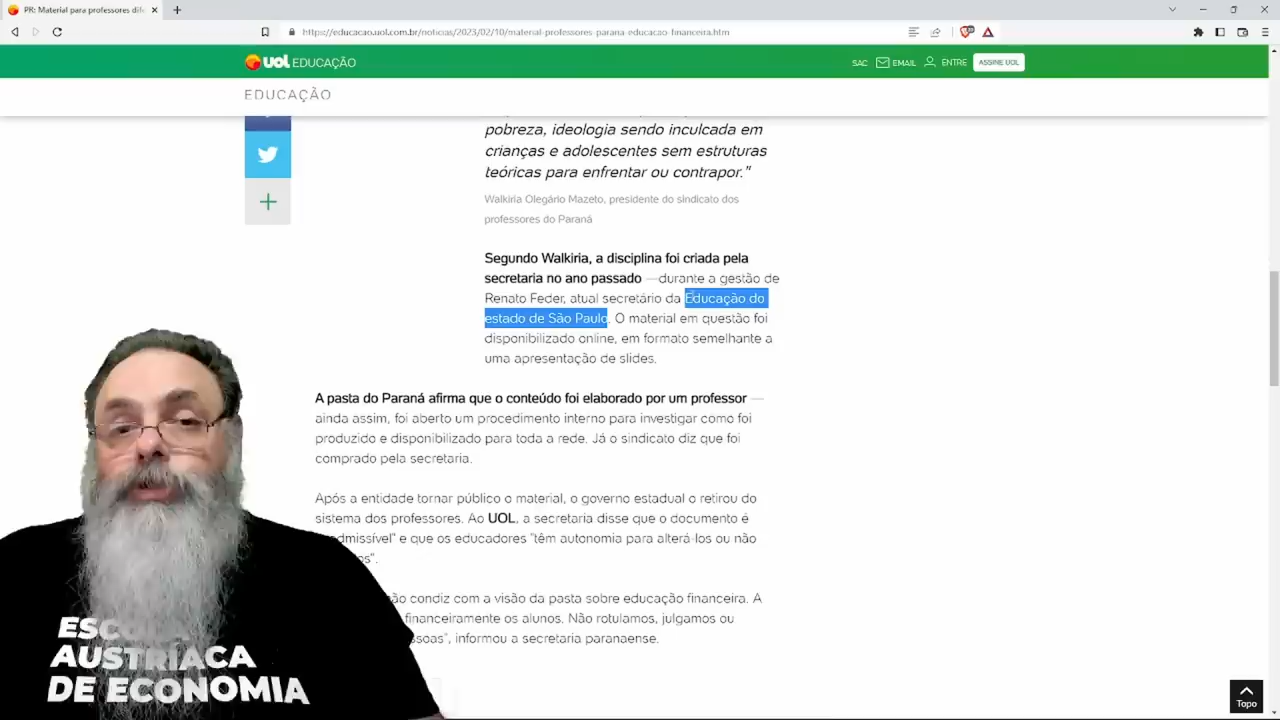 PR: Material para professores dif
https://educacao.uol.com.br/noticias/2023/02/10/material-professores-parana-educacao-financeira.htm
UOL EDUCAÇÃO
SAC EMAIL ENTRE ASSINE UOL
EDUCAÇÃO
pobreza, ideologia sendo inculcada em
crianças e adolescentes sem estruturas
teóricas para enfrentar ou contrapor."
Walkiria Olegário Mazeto, presidente do sindicato dos
professores do Paraná
Segundo Walkiria, a disciplina foi criada pela
secretaria no ano passado —durante a gestão de
Renato Feder, atual secretário da Educação do
estado de São Paulo. O material em questão foi
disponibilizado online, em formato semelhante a
uma apresentação de slides.
A pasta do Paraná afirma que o conteúdo foi elaborado por um professor —
ainda assim, foi aberto um procedimento interno para investigar como foi
produzido e disponibilizado para toda a rede. Já o sindicato diz que foi
comprado pela secretaria.
Após a entidade tornar público o material, o governo estadual o retirou do
sistema dos professores. Ao UOL, a secretaria disse que o documento é
e que os educadores "têm autonomia para alterá-los ou não
condiz com a visão da pasta sobre educação financeira. A
financeiramente os alunos. Não rotulamos, julgamos ou
informou a secretaria paranaense.
AUSTRÍACA
DE ECONOMIA
Topo